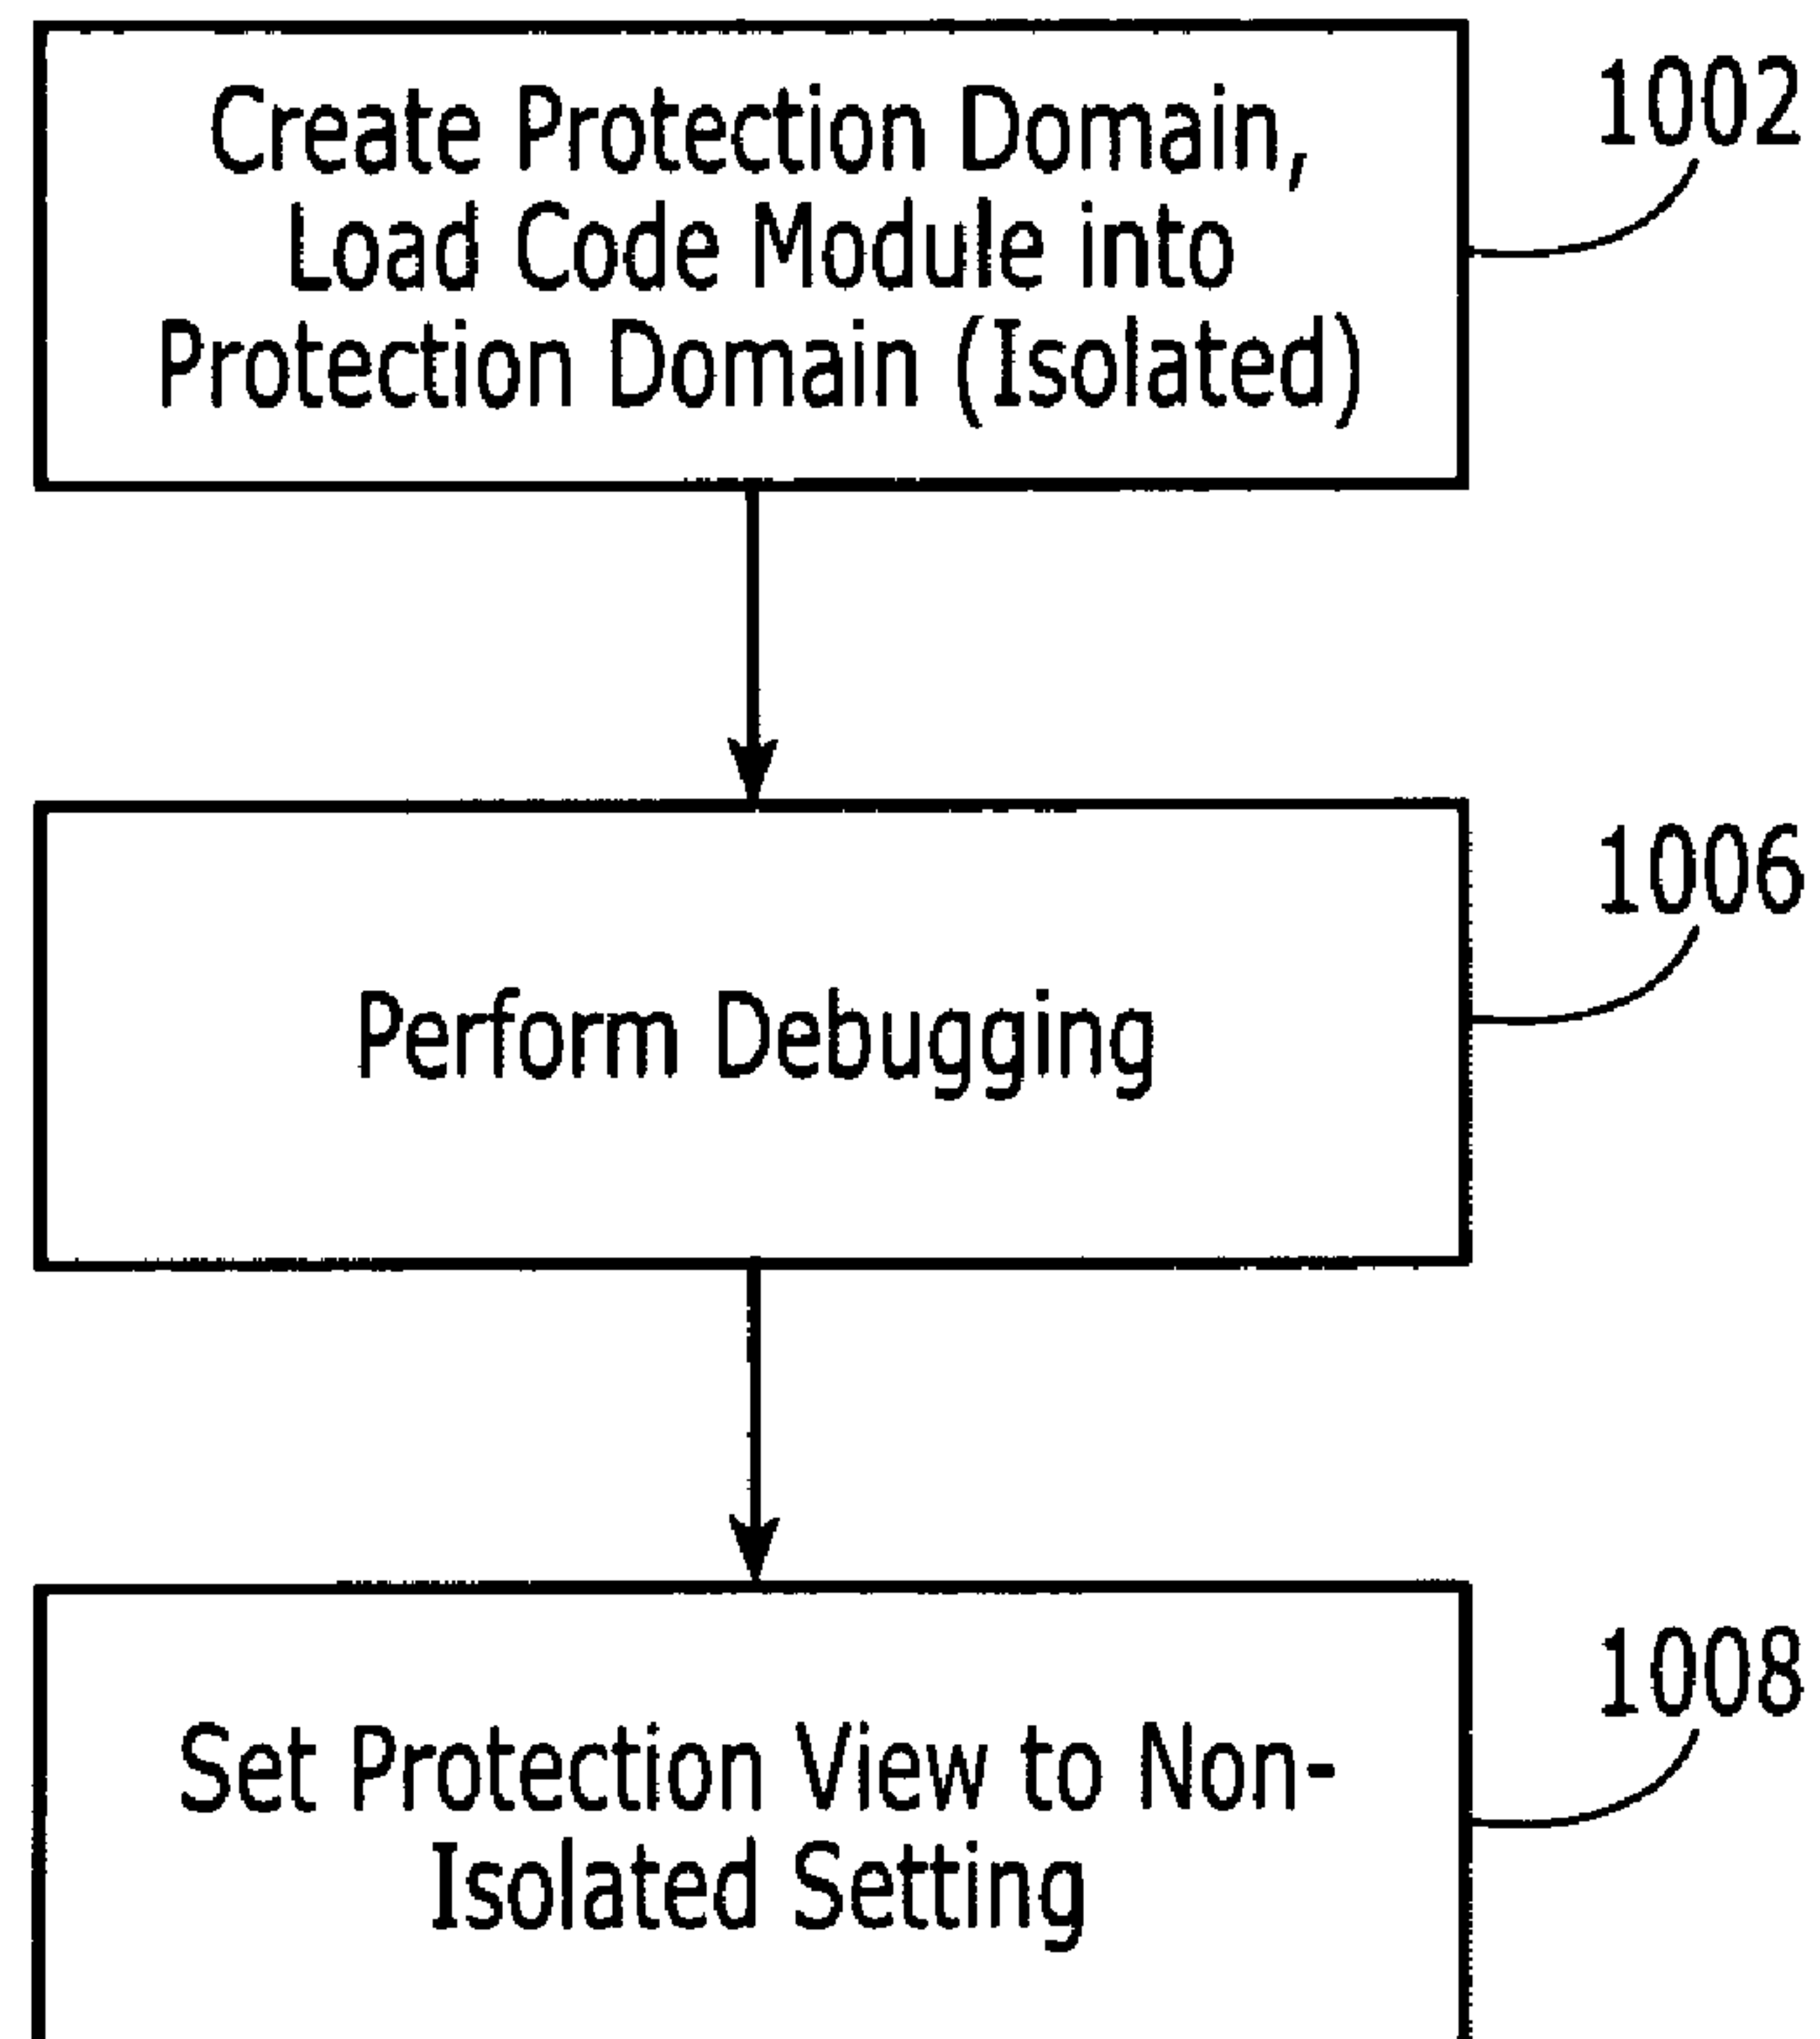 Create Protection Domain,
Load Code Module into
Protection Domain (Isolated)
1002
Perform Debugging
1006
Set Protection View to Non-
Isolated Setting
1008